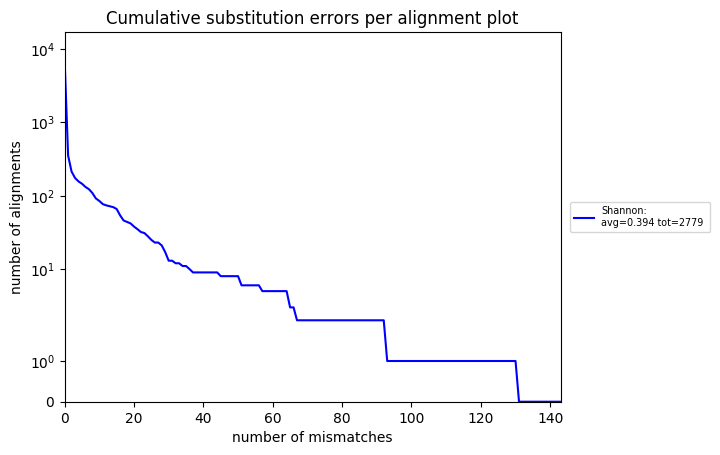 Cumulative substitution errors per alignment plot
number of alignments
10⁴
10³
10²
10¹
10⁰
0
0 20 40 60 80 100 120 140
number of mismatches
Shannon:
avg=0.394 tot=2779